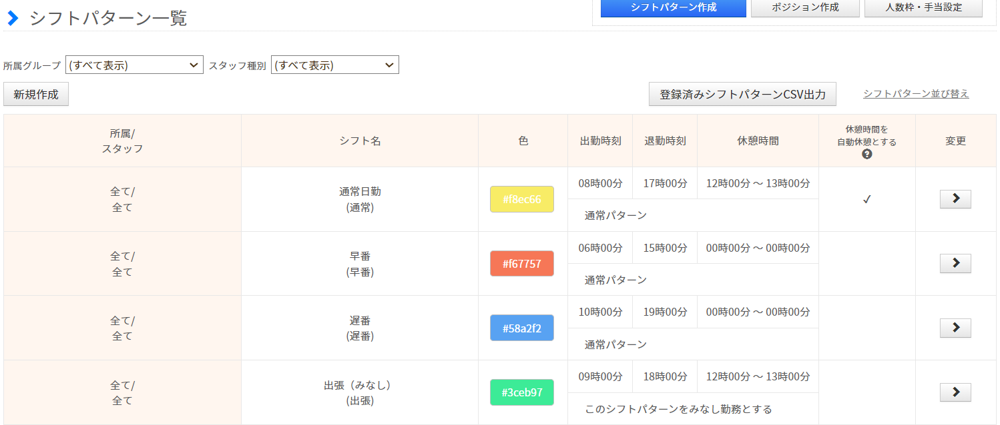 シフトパターン一覧
シフトパターン作成
ポジション作成
人数枠・手当設定
所属グループ (すべて表示) スタッフ種別 (すべて表示)
新規作成
登録済みシフトパターンCSV出力
シフトパターン並び替え
所属/
スタッフ
シフト名
色
出勤時刻
退勤時刻
休憩時間
休憩時間を
自動休憩とする
?
変更
全て/
全て
通常日勤
(通常)
#f8ec66
08時00分
17時00分
12時00分 ～ 13時00分
通常パターン
✓
全て/
全て
早番
(早番)
#f67757
06時00分
15時00分
00時00分 ～ 00時00分
通常パターン
全て/
全て
遅番
(遅番)
#58a2f2
10時00分
19時00分
00時00分 ～ 00時00分
通常パターン
全て/
全て
出張（みなし）
(出張)
#3ceb97
09時00分
18時00分
12時00分 ～ 13時00分
このシフトパターンをみなし勤務とする